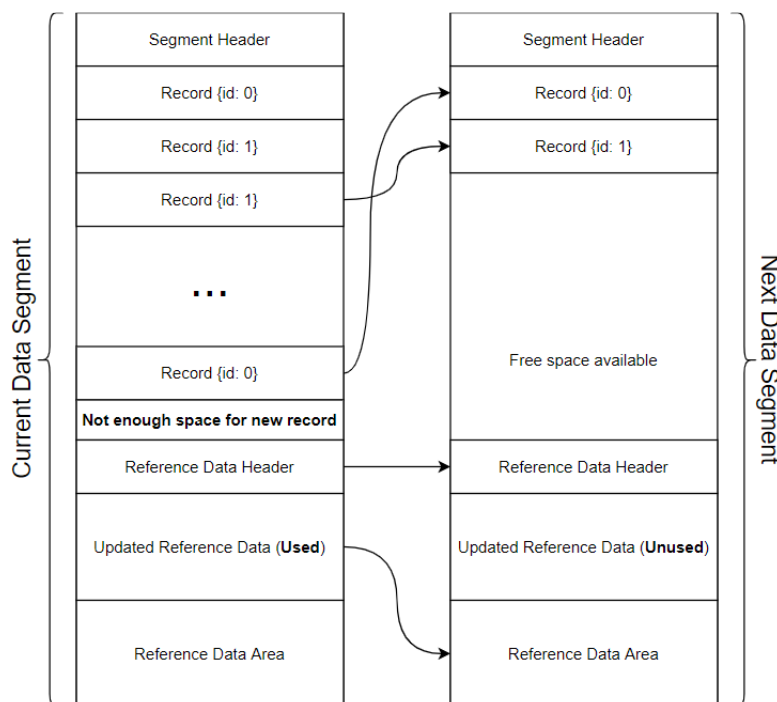 Current Data Segment
Segment Header
Record {id: 0}
Record {id: 1}
Record {id: 1}
...
Record {id: 0}
Not enough space for new record
Reference Data Header
Updated Reference Data (Used)
Reference Data Area
Segment Header
Record {id: 0}
Record {id: 1}
Free space available
Reference Data Header
Updated Reference Data (Unused)
Reference Data Area
Next Data Segment